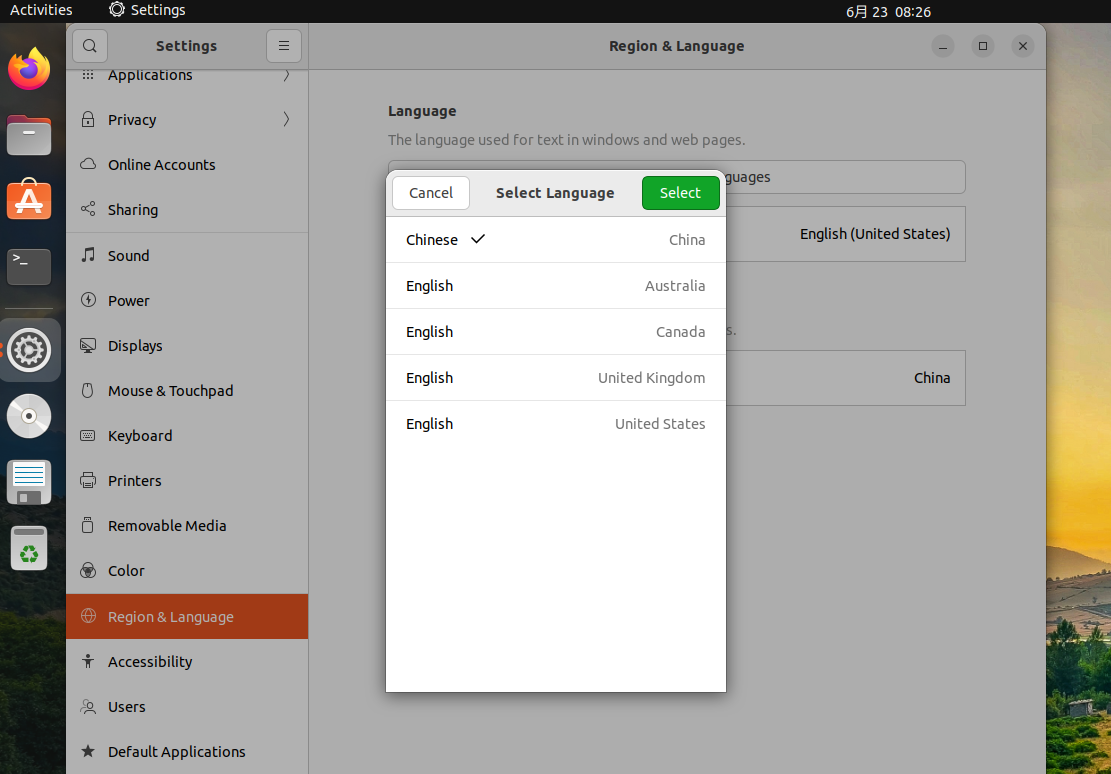 Activities
Settings
6月 23 08:26
Settings
Region & Language
Applications
Privacy
Online Accounts
Sharing
Sound
Power
Displays
Mouse & Touchpad
Keyboard
Printers
Removable Media
Color
Region & Language
Accessibility
Users
Default Applications
Language
The language used for text in windows and web pages.
guages
English (United States)
s.
China
Cancel
Select Language
Select
Chinese ✓ China
English Australia
English Canada
English United Kingdom
English United States
>_